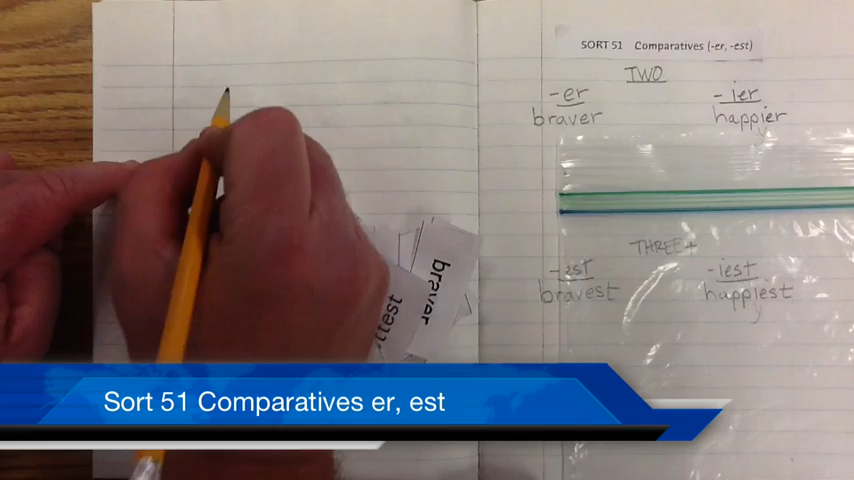 SORT 51 Comparatives (-er, -est)
TWO
-er -ier
braver happier
y
THREE+
-est -iest
bravest happiest
y
braver
ttest
Sort 51 Comparatives er, est